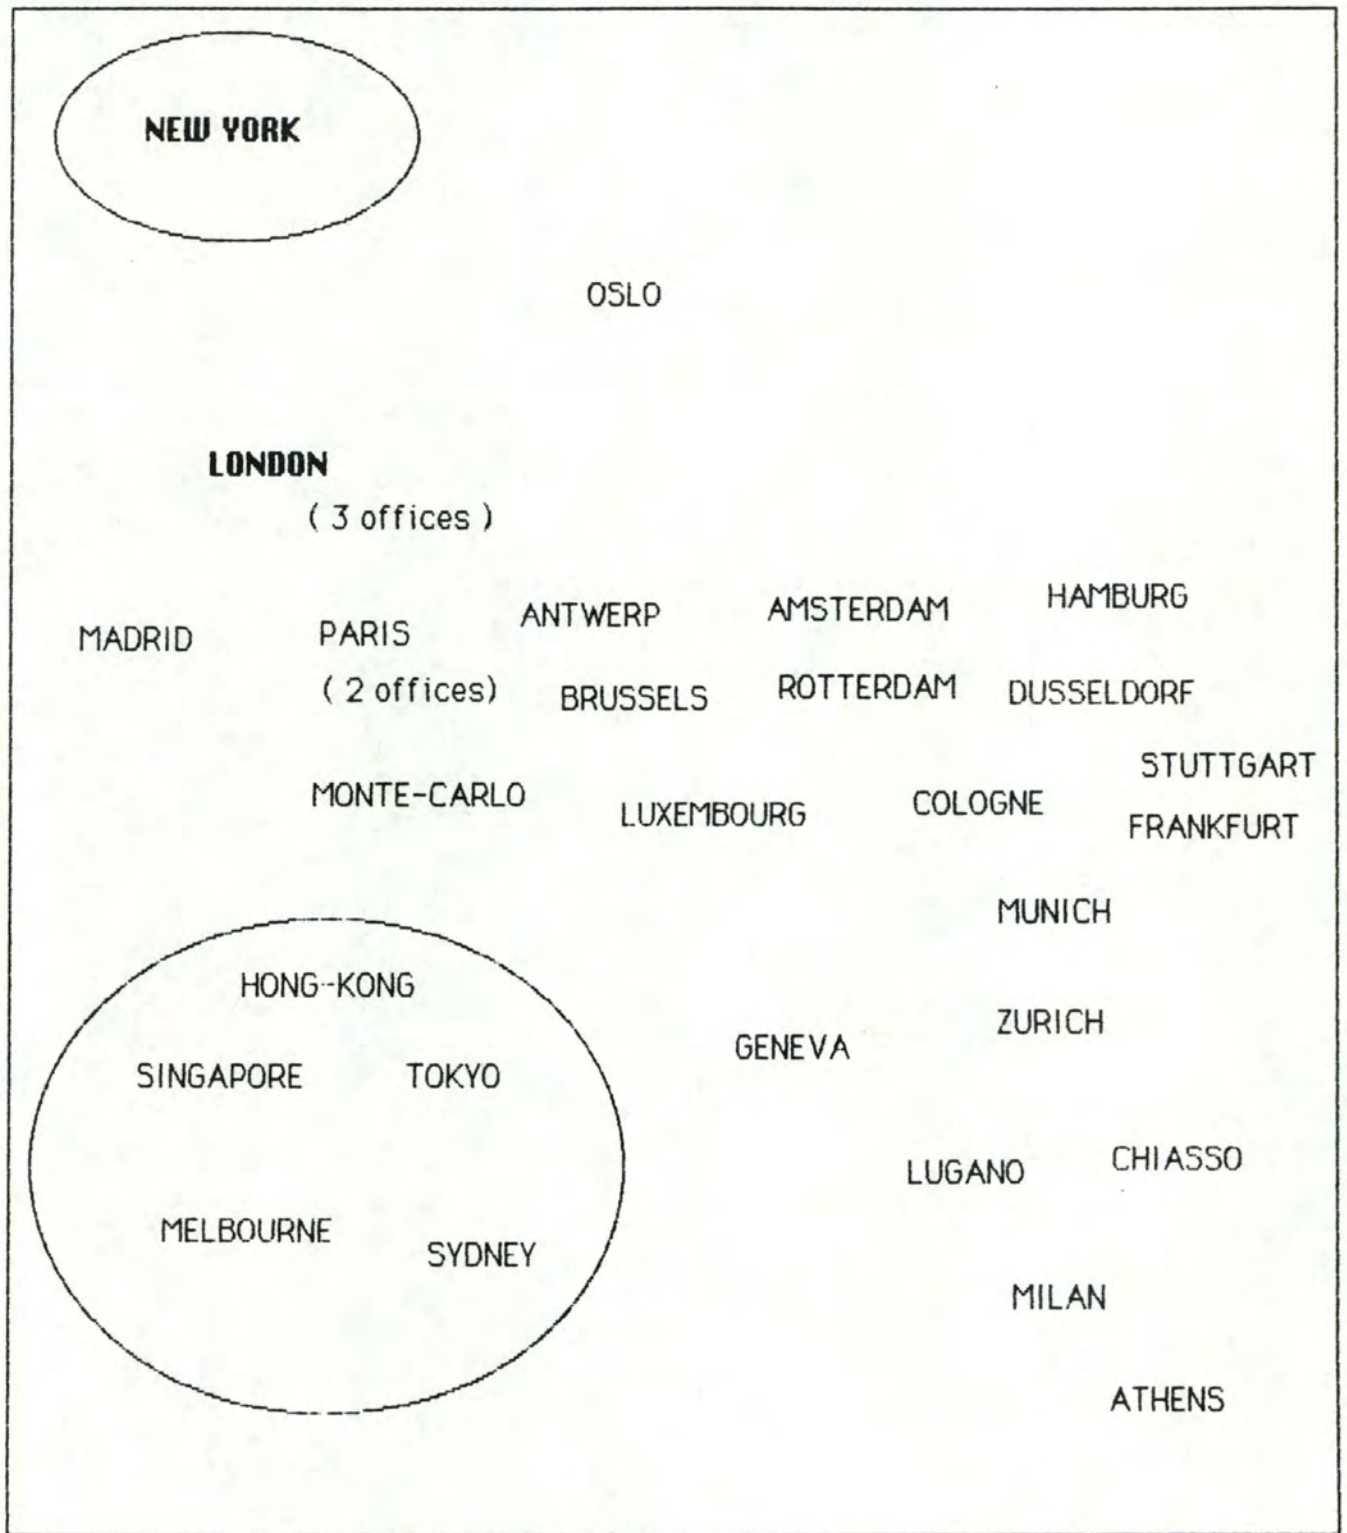 NEW YORK
OSLO
LONDON
( 3 offices )
MADRID
PARIS
( 2 offices)
ANTWERP
AMSTERDAM
HAMBURG
BRUSSELS
ROTTERDAM
DUSSELDORF
STUTTGART
MONTE-CARLO
LUXEMBOURG
COLOGNE
FRANKFURT
MUNICH
HONG-KONG
ZURICH
GENEVA
SINGAPORE
TOKYO
LUGANO
CHIASSO
MELBOURNE
SYDNEY
MILAN
ATHENS